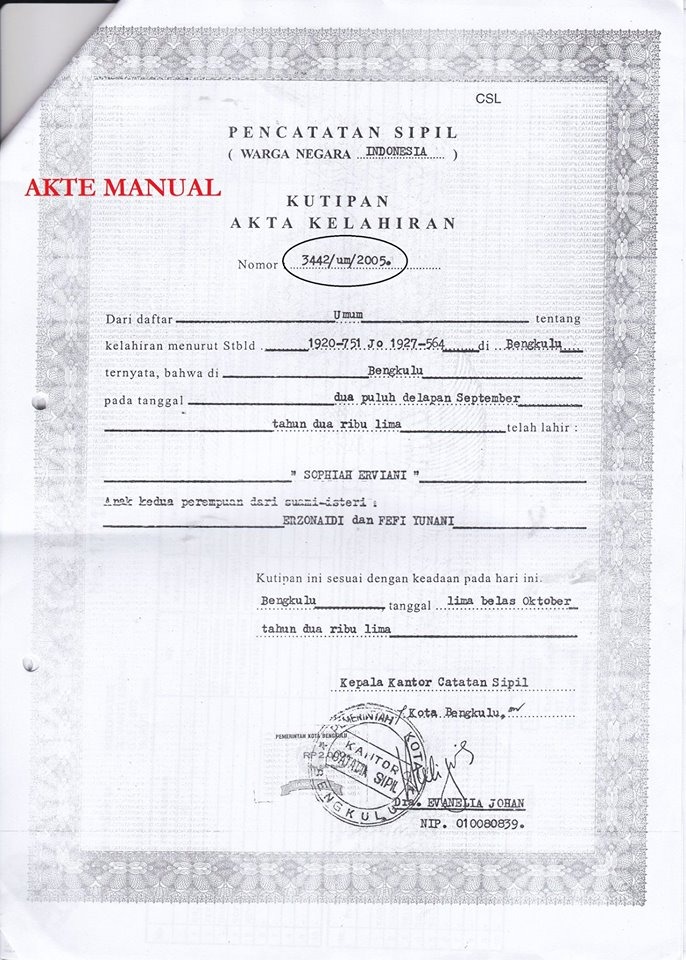 CSL
PENCATATAN SIPIL
( WARGA NEGARA INDONESIA )
AKTE MANUAL
KUTIPAN
AKTA KELAHIRAN
Nomor 3442/um/2005.
Dari daftar Umum tentang
kelahiran menurut Stbld 1920-751 Jo 1927-564 di Bengkulu
ternyata, bahwa di Bengkulu
pada tanggal dua puluh delapan September
tahun dua ribu lima telah lahir :
" SOPHIAH ERVIANI "
Anak kedua perempuan dari suami-isteri :
ERZONAIDI dan FEFI YUNANI
Kutipan ini sesuai dengan keadaan pada hari ini.
Bengkulu tanggal lima belas Oktober
tahun dua ribu lima
Kepala Kantor Catatan Sipil
Kota Bengkulu,
PEMERINTAH KOTA BENGKULU
PEMERINTAH KOTA
KANTOR
CATATAN SIPIL
BENGKULU
Dra. EVANELIA JOHAN
NIP. 010080839.